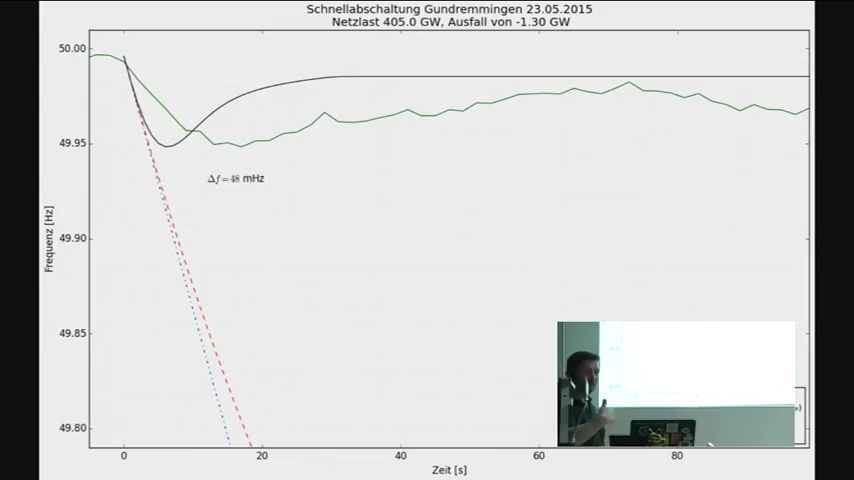 Schnellabschaltung Gundremmingen 23.05.2015
Netzlast 405.0 GW, Ausfall von -1.30 GW
50.00
49.95
49.90
49.85
49.80
Frequenz [Hz]
Δf=48 mHz
0
20
40
60
80
Zeit [s]